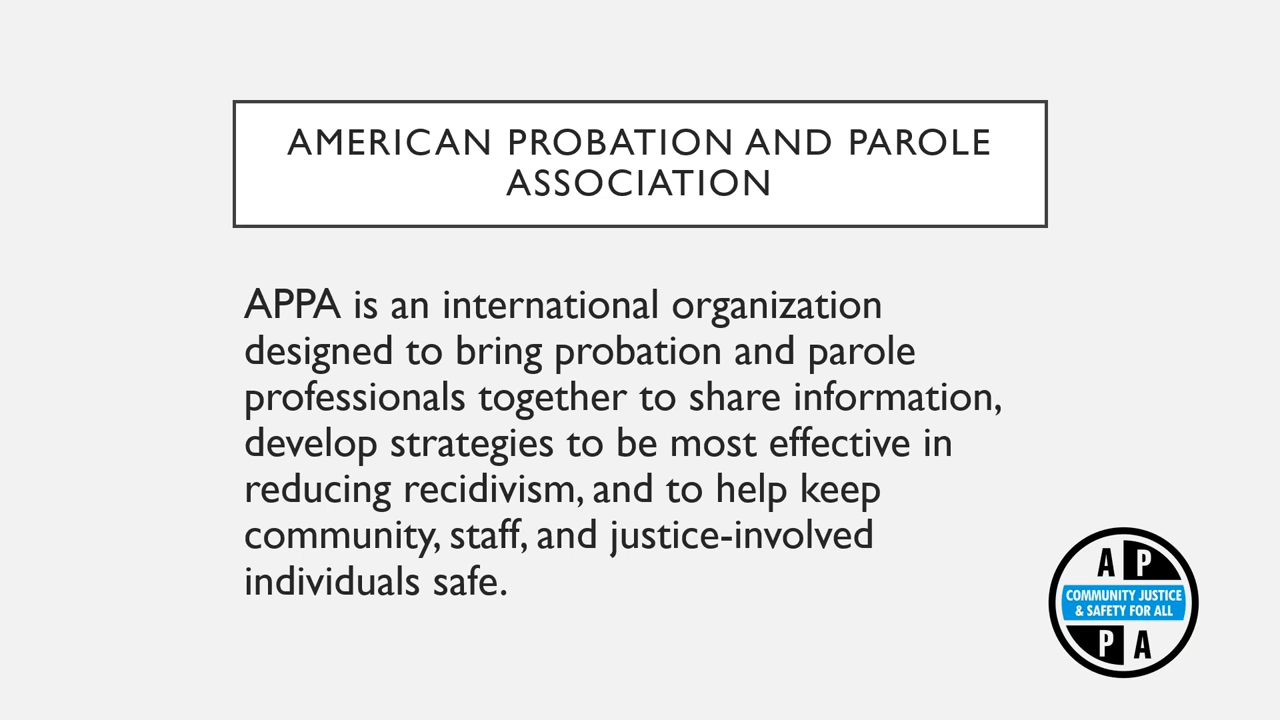 AMERICAN PROBATION AND PAROLE
ASSOCIATION
APPA is an international organization
designed to bring probation and parole
professionals together to share information,
develop strategies to be most effective in
reducing recidivism, and to help keep
community, staff, and justice-involved
individuals safe.
A P
COMMUNITY JUSTICE
& SAFETY FOR ALL
P A